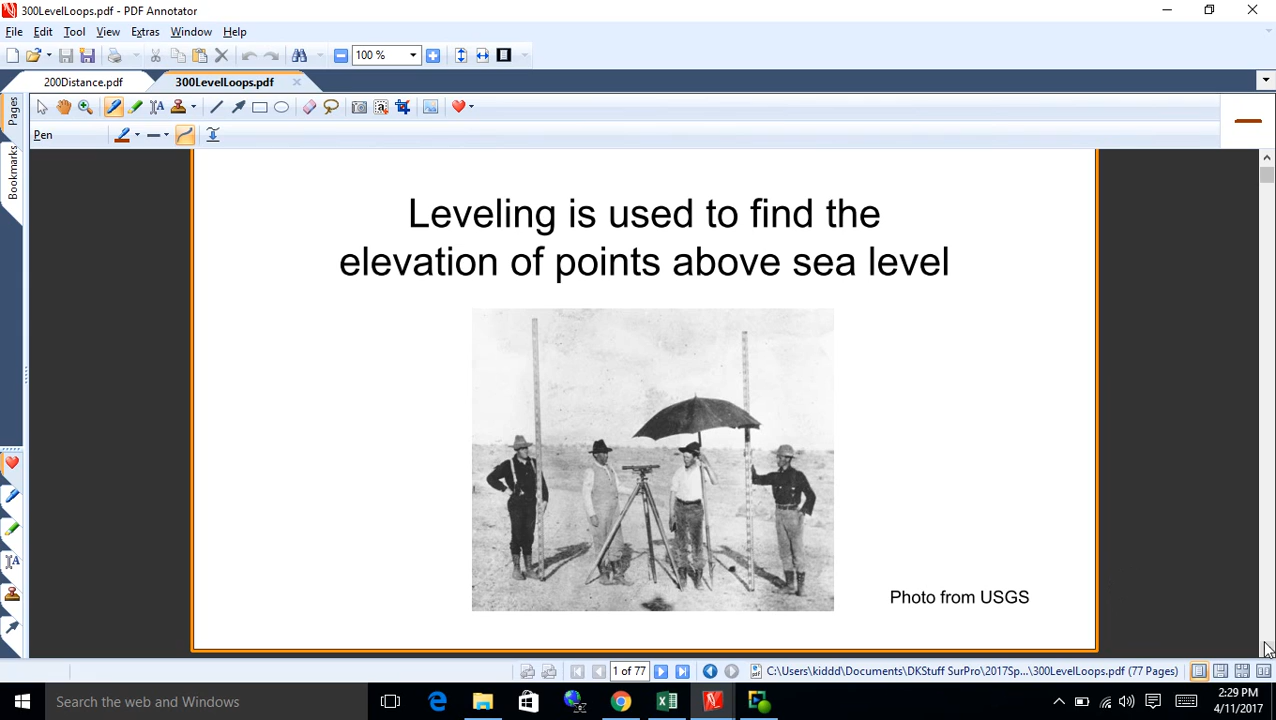 300LevelLoops.pdf - PDF Annotator
File Edit Tool View Extras Window Help
100 %
200Distance.pdf 300LevelLoops.pdf
Pen
Pages
Bookmarks
Leveling is used to find the
elevation of points above sea level
Photo from USGS
1 of 77
C:\Users\kiddd\Documents\DKStuff SurPro\2017Sp...\300LevelLoops.pdf (77 Pages)
Search the web and Windows
2:29 PM
4/11/2017